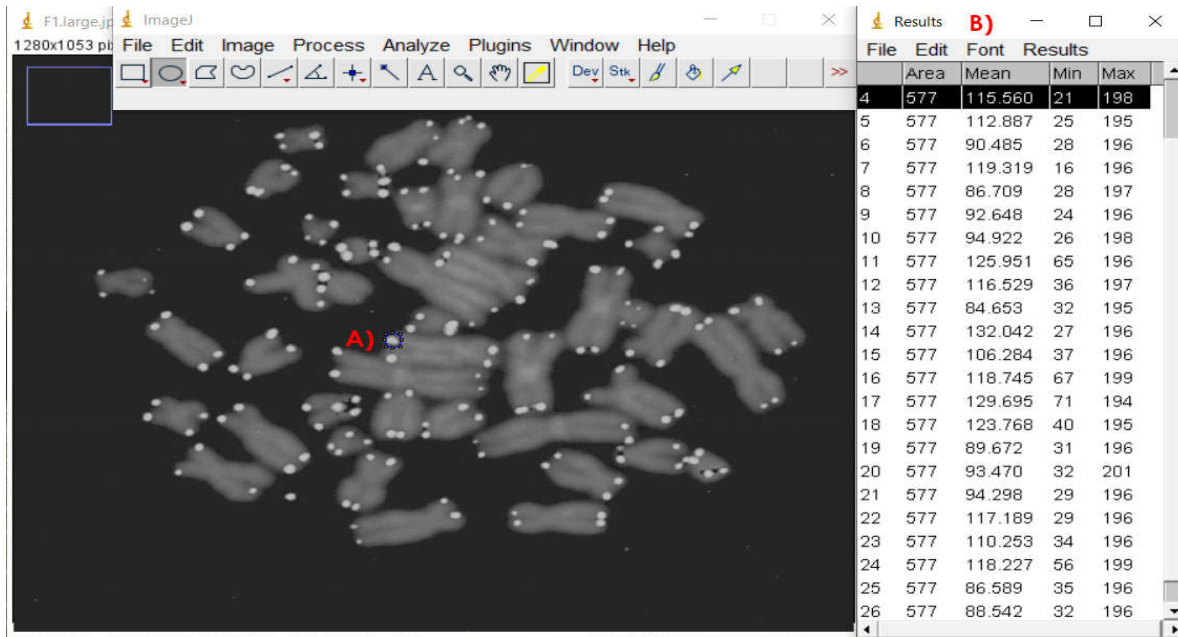 F1.large.jp
ImageJ
1280x1053 pi
File Edit Image Process Analyze Plugins Window Help
A Dev Stk >>
A)
Results B)
File Edit Font Results
Area Mean Min Max
4 577 115.560 21 198
5 577 112.887 25 195
6 577 90.485 28 196
7 577 119.319 16 196
8 577 86.709 28 197
9 577 92.648 24 196
10 577 94.922 26 198
11 577 125.951 65 196
12 577 116.529 36 197
13 577 84.653 32 195
14 577 132.042 27 196
15 577 106.284 37 196
16 577 118.745 67 199
17 577 129.695 71 194
18 577 123.768 40 195
19 577 89.672 31 196
20 577 93.470 32 201
21 577 94.298 29 196
22 577 117.189 29 196
23 577 110.253 34 196
24 577 118.227 56 199
25 577 86.589 35 196
26 577 88.542 32 196